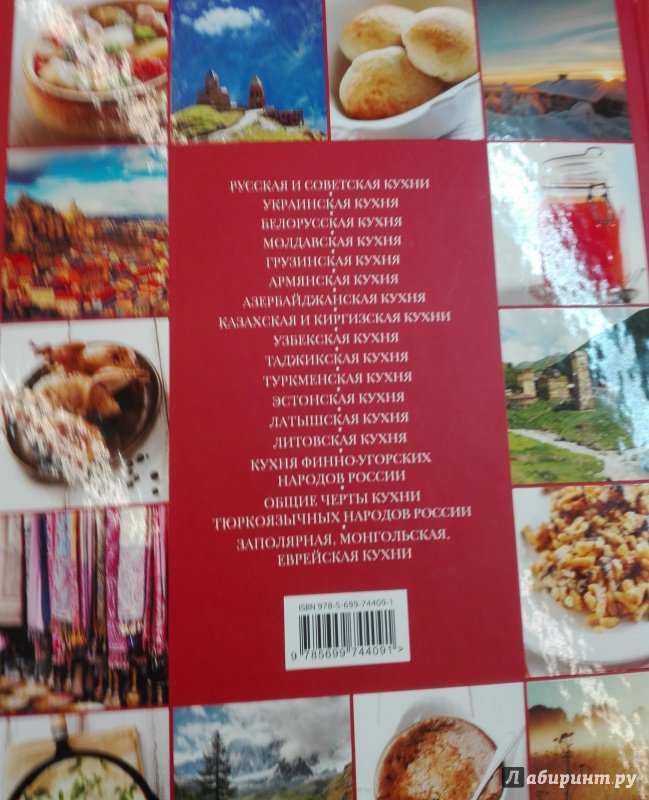 РУССКАЯ И СОВЕТСКАЯ КУХНИ
УКРАИНСКАЯ КУХНЯ
БЕЛОРУССКАЯ КУХНЯ
МОЛДАВСКАЯ КУХНЯ
ГРУЗИНСКАЯ КУХНЯ
АРМЯНСКАЯ КУХНЯ
АЗЕРБАЙДЖАНСКАЯ КУХНЯ
КАЗАХСКАЯ И КИРГИЗСКАЯ КУХНИ
УЗБЕКСКАЯ КУХНЯ
ТАДЖИКСКАЯ КУХНЯ
ТУРКМЕНСКАЯ КУХНЯ
ЭСТОНСКАЯ КУХНЯ
ЛАТЫШСКАЯ КУХНЯ
ЛИТОВСКАЯ КУХНЯ
КУХНЯ ФИННО-УГОРСКИХ
НАРОДОВ РОССИИ
ОБЩИЕ ЧЕРТЫ КУХНИ
ТЮРКОЯЗЫЧНЫХ НАРОДОВ РОССИИ
ЗАПОЛЯРНАЯ, МОНГОЛЬСКАЯ,
ЕВРЕЙСКАЯ КУХНИ
ISBN 978-5-699-74409-1
9 785699 744091 >
Лабиринт.ру